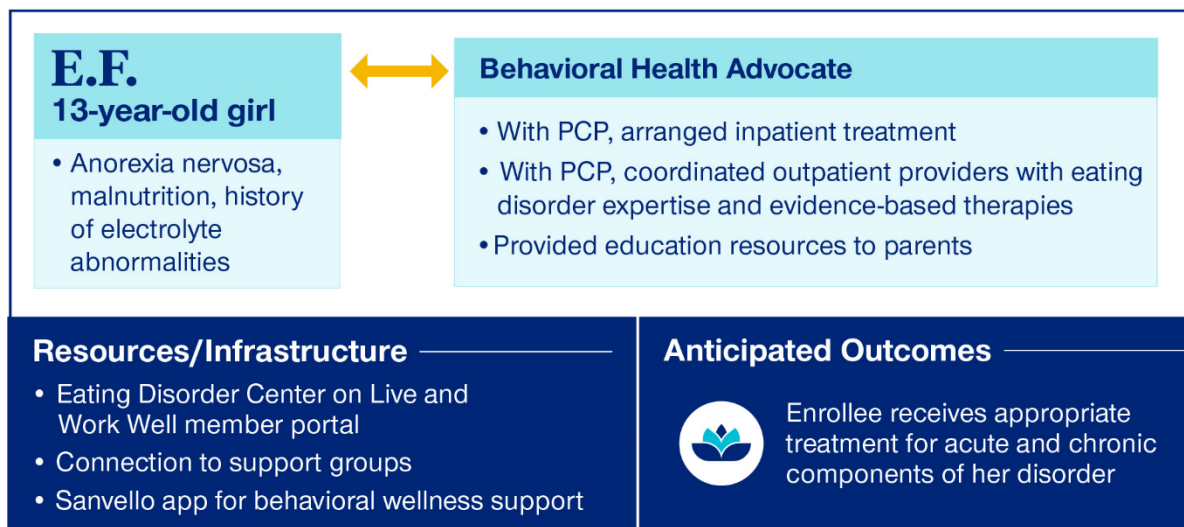 E.F.
13-year-old girl
• Anorexia nervosa,
malnutrition, history
of electrolyte
abnormalities
Behavioral Health Advocate
• With PCP, arranged inpatient treatment
• With PCP, coordinated outpatient providers with eating
disorder expertise and evidence-based therapies
• Provided education resources to parents
Resources/Infrastructure
• Eating Disorder Center on Live and
Work Well member portal
• Connection to support groups
• Sanvello app for behavioral wellness support
Anticipated Outcomes
Enrollee receives appropriate
treatment for acute and chronic
components of her disorder